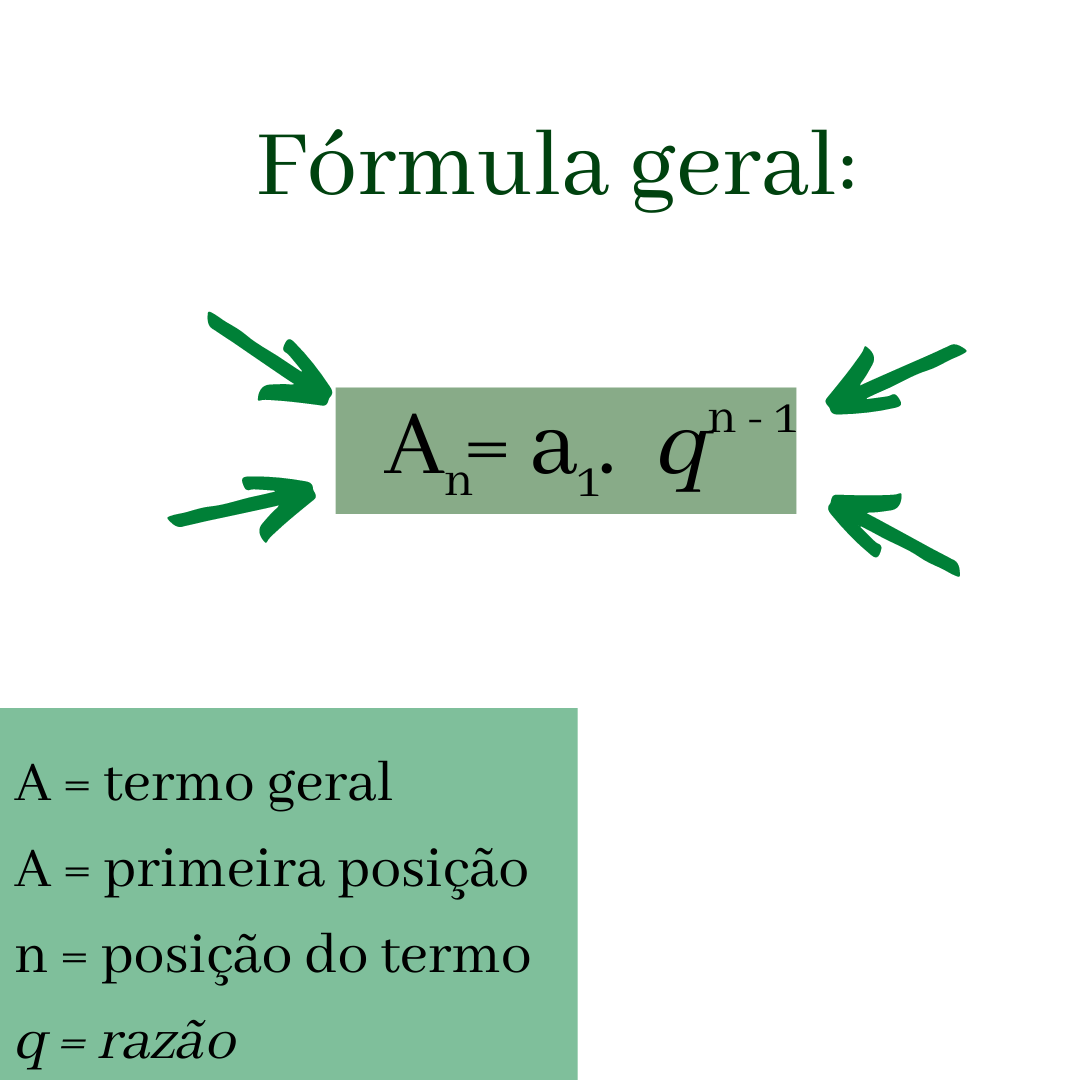 Fórmula geral:
Aₙ= a₁. qⁿ ⁻ ¹
A = termo geral
A = primeira posição
n = posição do termo
q = razão